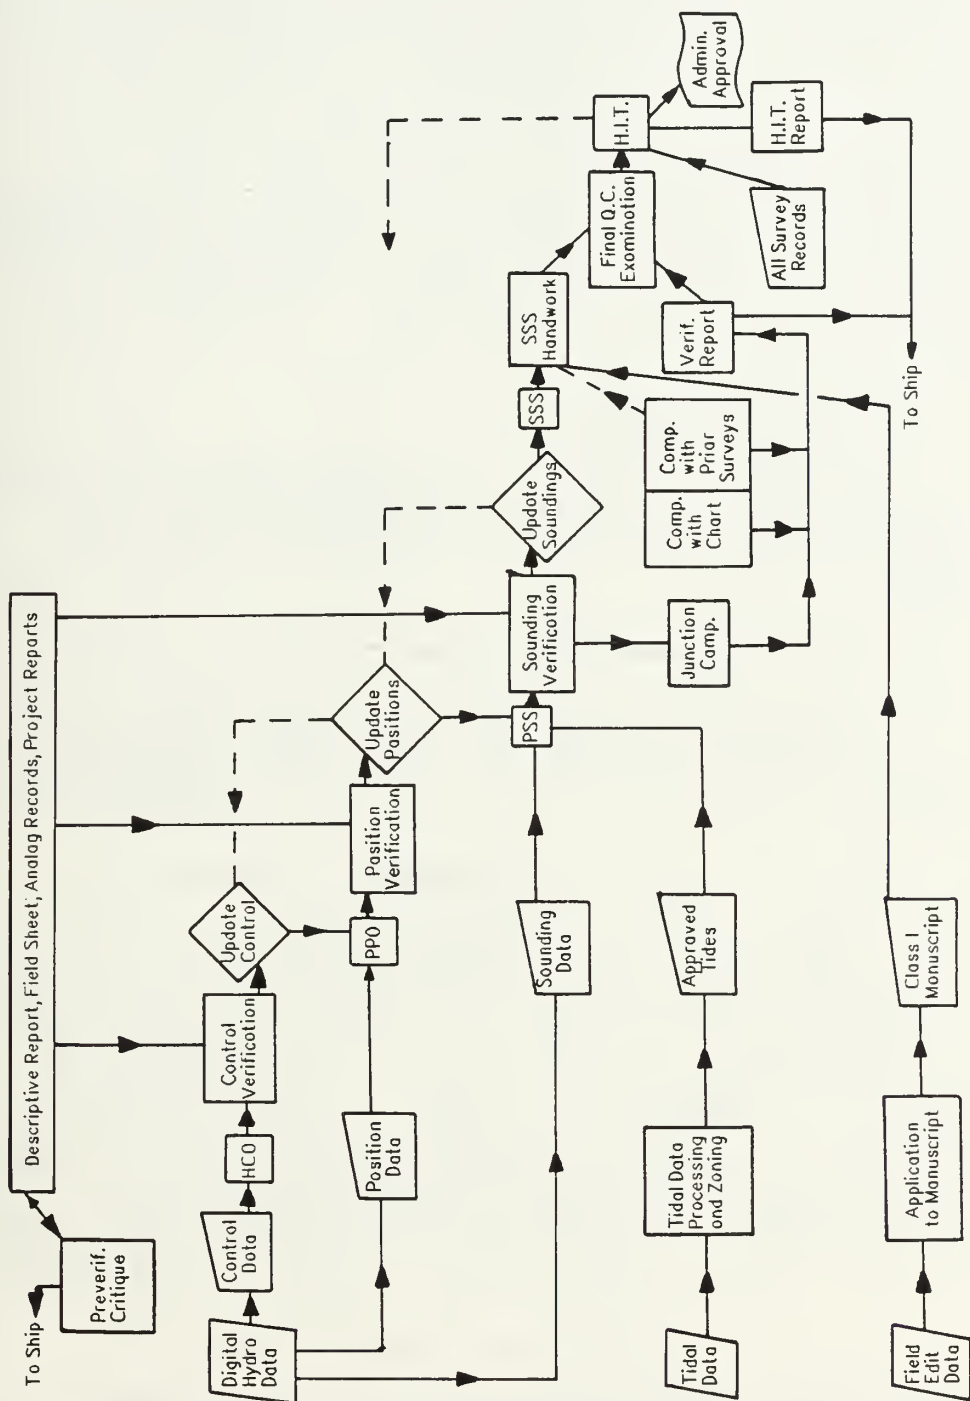 Descriptive Report, Field Sheet, Analog Records, Project Reports
To Ship
Preverif.
Critique
Digital
Hydro
Data
Control
Data
HCO
Control
Verification
Update
Control
Position
Data
PPO
Position
Verification
Update
Positions
Sounding
Data
PSS
Sounding
Verification
Update
Soundings
SSS
SSS
Handwork
Final Q.C.
Examination
H.I.T.
Admin.
Approval
H.I.T.
Report
All Survey
Records
Verif.
Report
Comp.
with
Prior
Surveys
Comp.
with
Chart
Junction
Comp.
To Ship
Tidal Data
Tidal Data
Processing
and Zoning
Approved
Tides
Field
Edit
Data
Application
to Manuscript
Class I
Manuscript